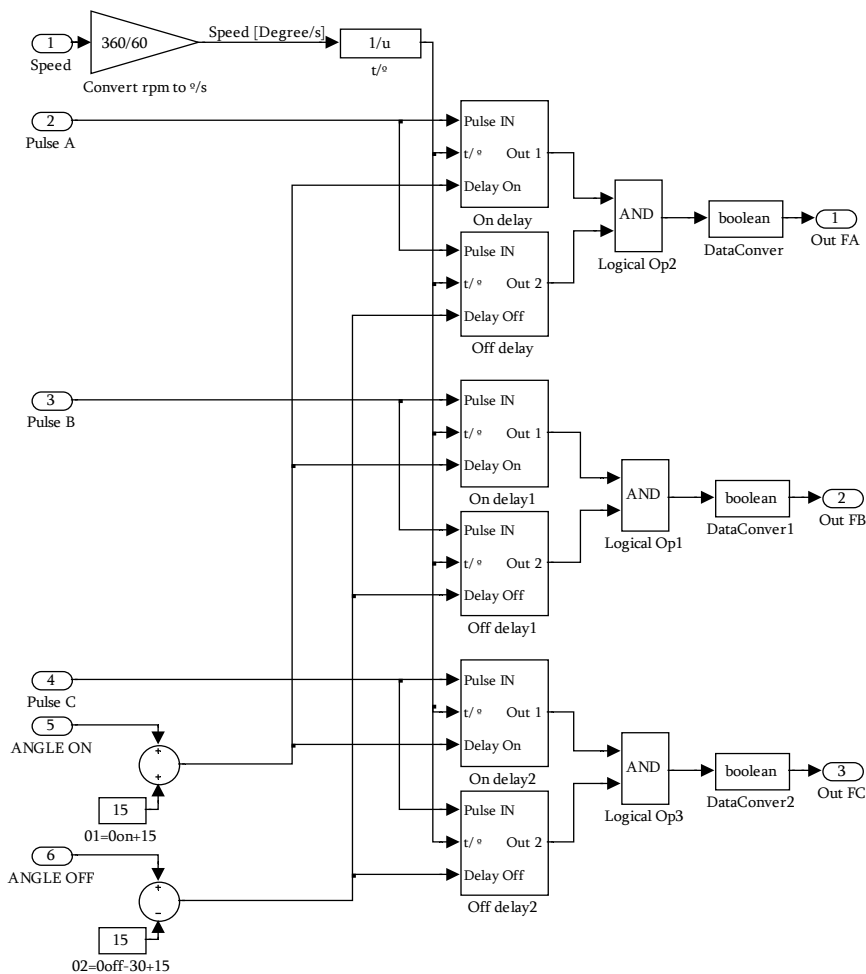 1
Speed
360/60
Convert rpm to º/s
Speed [Degree/s]
1/u
t/º
2
Pulse A
Pulse IN
t/ º
Delay On
Out 1
On delay
Pulse IN
t/ º
Delay Off
Out 2
Off delay
AND
Logical Op2
boolean
DataConver
1
Out FA
3
Pulse B
Pulse IN
t/ º
Delay On
Out 1
On delay1
Pulse IN
t/ º
Delay Off
Out 2
Off delay1
AND
Logical Op1
boolean
DataConver1
2
Out FB
4
Pulse C
Pulse IN
t/ º
Delay On
Out 1
On delay2
Pulse IN
t/ º
Delay Off
Out 2
Off delay2
AND
Logical Op3
boolean
DataConver2
3
Out FC
5
ANGLE ON
+
+
15
01=0on+15
6
ANGLE OFF
+
−
15
02=0off-30+15